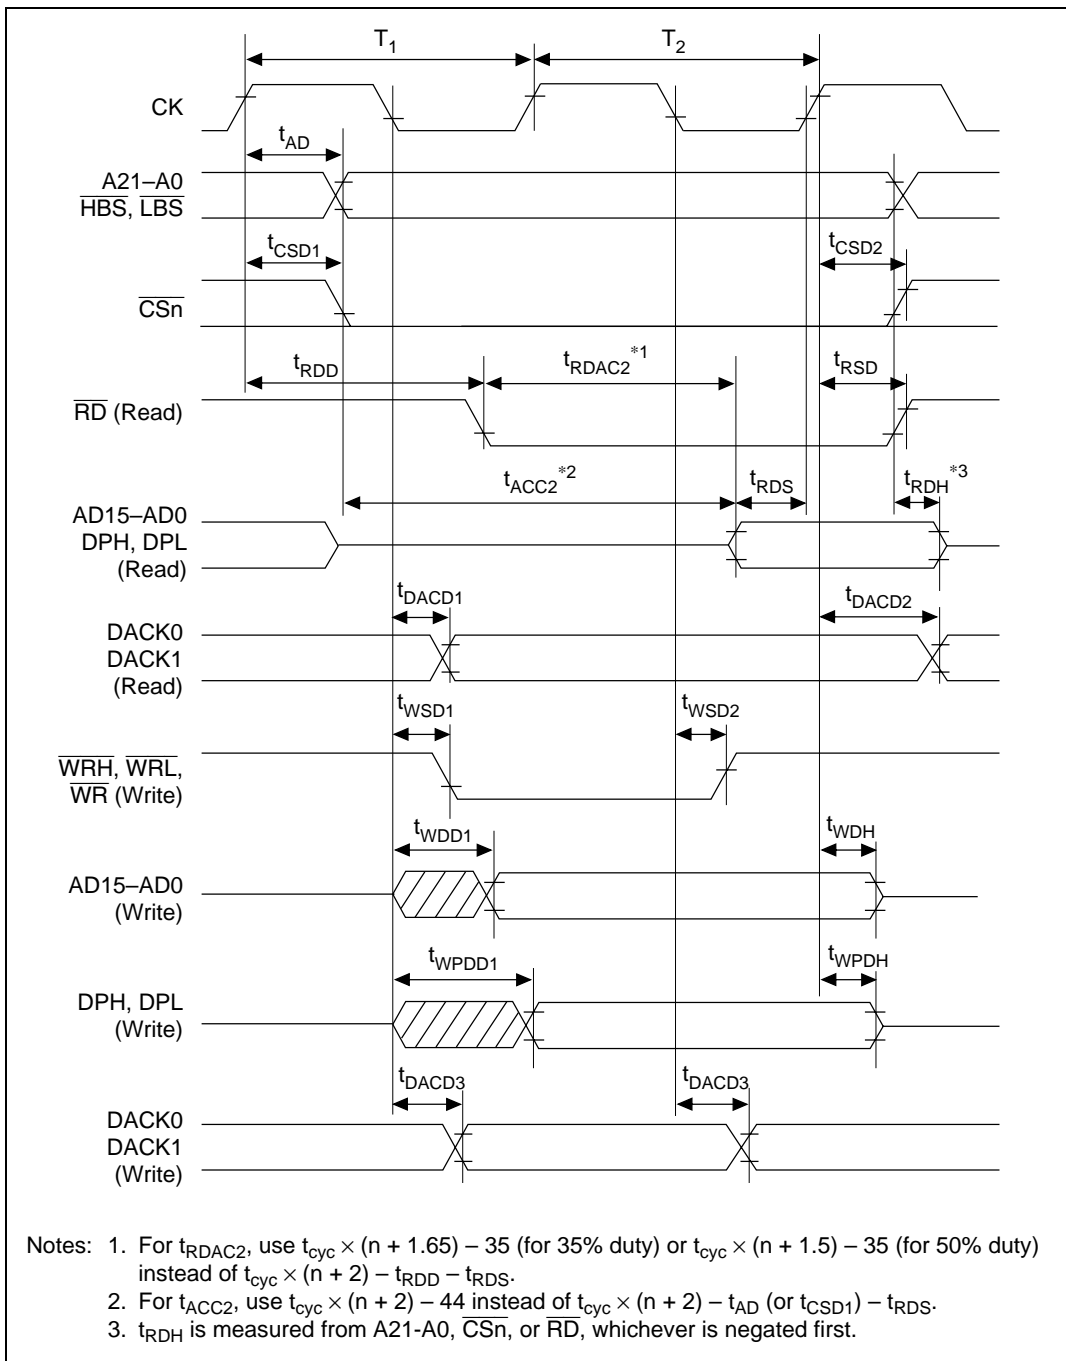 T1 T2
CK
tAD
A21–A0
HBS, LBS
tCSD1 tCSD2
CSn
tRDD tRDAC2*1 tRSD
RD (Read)
tACC2*2 tRDS tRDH*3
AD15–AD0
DPH, DPL
(Read)
tDACD1 tDACD2
DACK0
DACK1
(Read)
tWSD1 tWSD2
WRH, WRL,
WR (Write)
tWDD1 tWDH
AD15–AD0
(Write)
tWPDD1 tWPDH
DPH, DPL
(Write)
tDACD3 tDACD3
DACK0
DACK1
(Write)
Notes: 1. For tRDAC2, use tcyc × (n + 1.65) – 35 (for 35% duty) or tcyc × (n + 1.5) – 35 (for 50% duty)
instead of tcyc × (n + 2) – tRDD – tRDS.
2. For tACC2, use tcyc × (n + 2) – 44 instead of tcyc × (n + 2) – tAD (or tCSD1) – tRDS.
3. tRDH is measured from A21-A0, CSn, or RD, whichever is negated first.